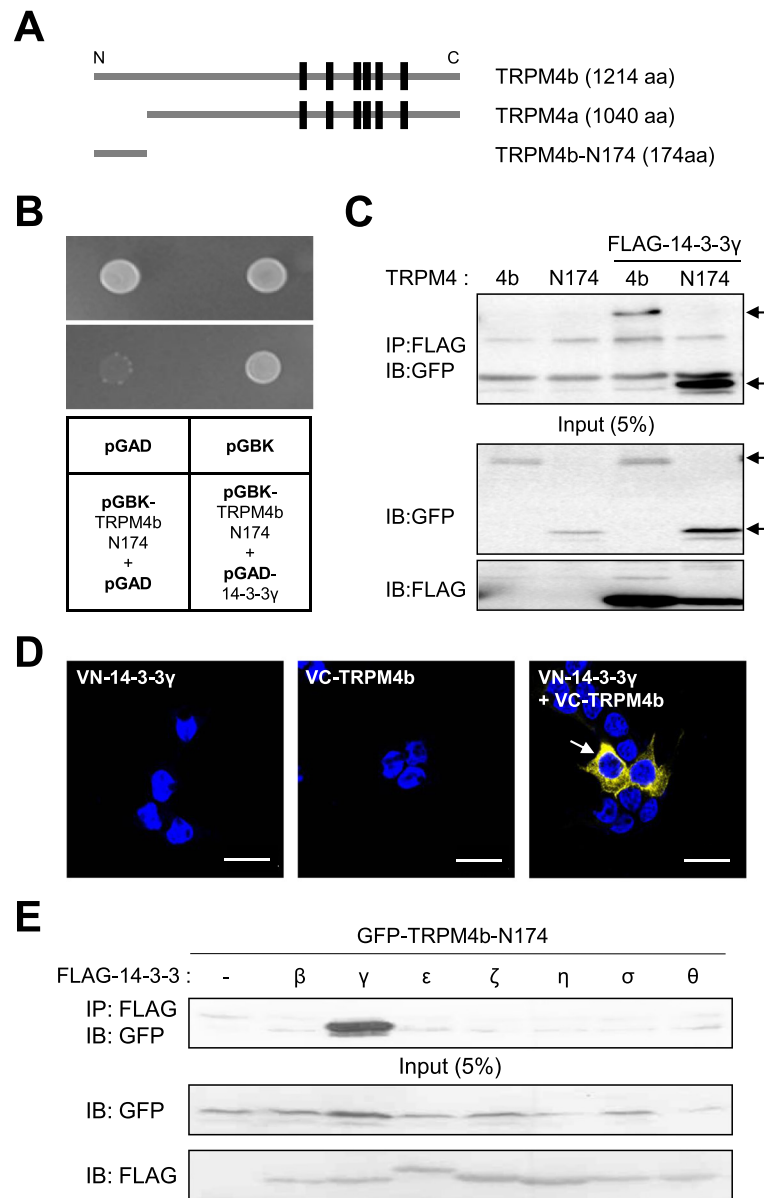 A
N C
TRPM4b (1214 aa)
TRPM4a (1040 aa)
TRPM4b-N174 (174aa)
B
pGAD pGBK
pGBK-
TRPM4b
N174
+
pGAD
pGBK-
TRPM4b
N174
+
pGAD-
14-3-3γ
C
FLAG-14-3-3γ
TRPM4 : 4b N174 4b N174
IP:FLAG
IB:GFP
Input (5%)
IB:GFP
IB:FLAG
D
VN-14-3-3γ
VC-TRPM4b
VN-14-3-3γ
+ VC-TRPM4b
E
GFP-TRPM4b-N174
FLAG-14-3-3 : - β γ ε ζ η σ θ
IP: FLAG
IB: GFP
Input (5%)
IB: GFP
IB: FLAG